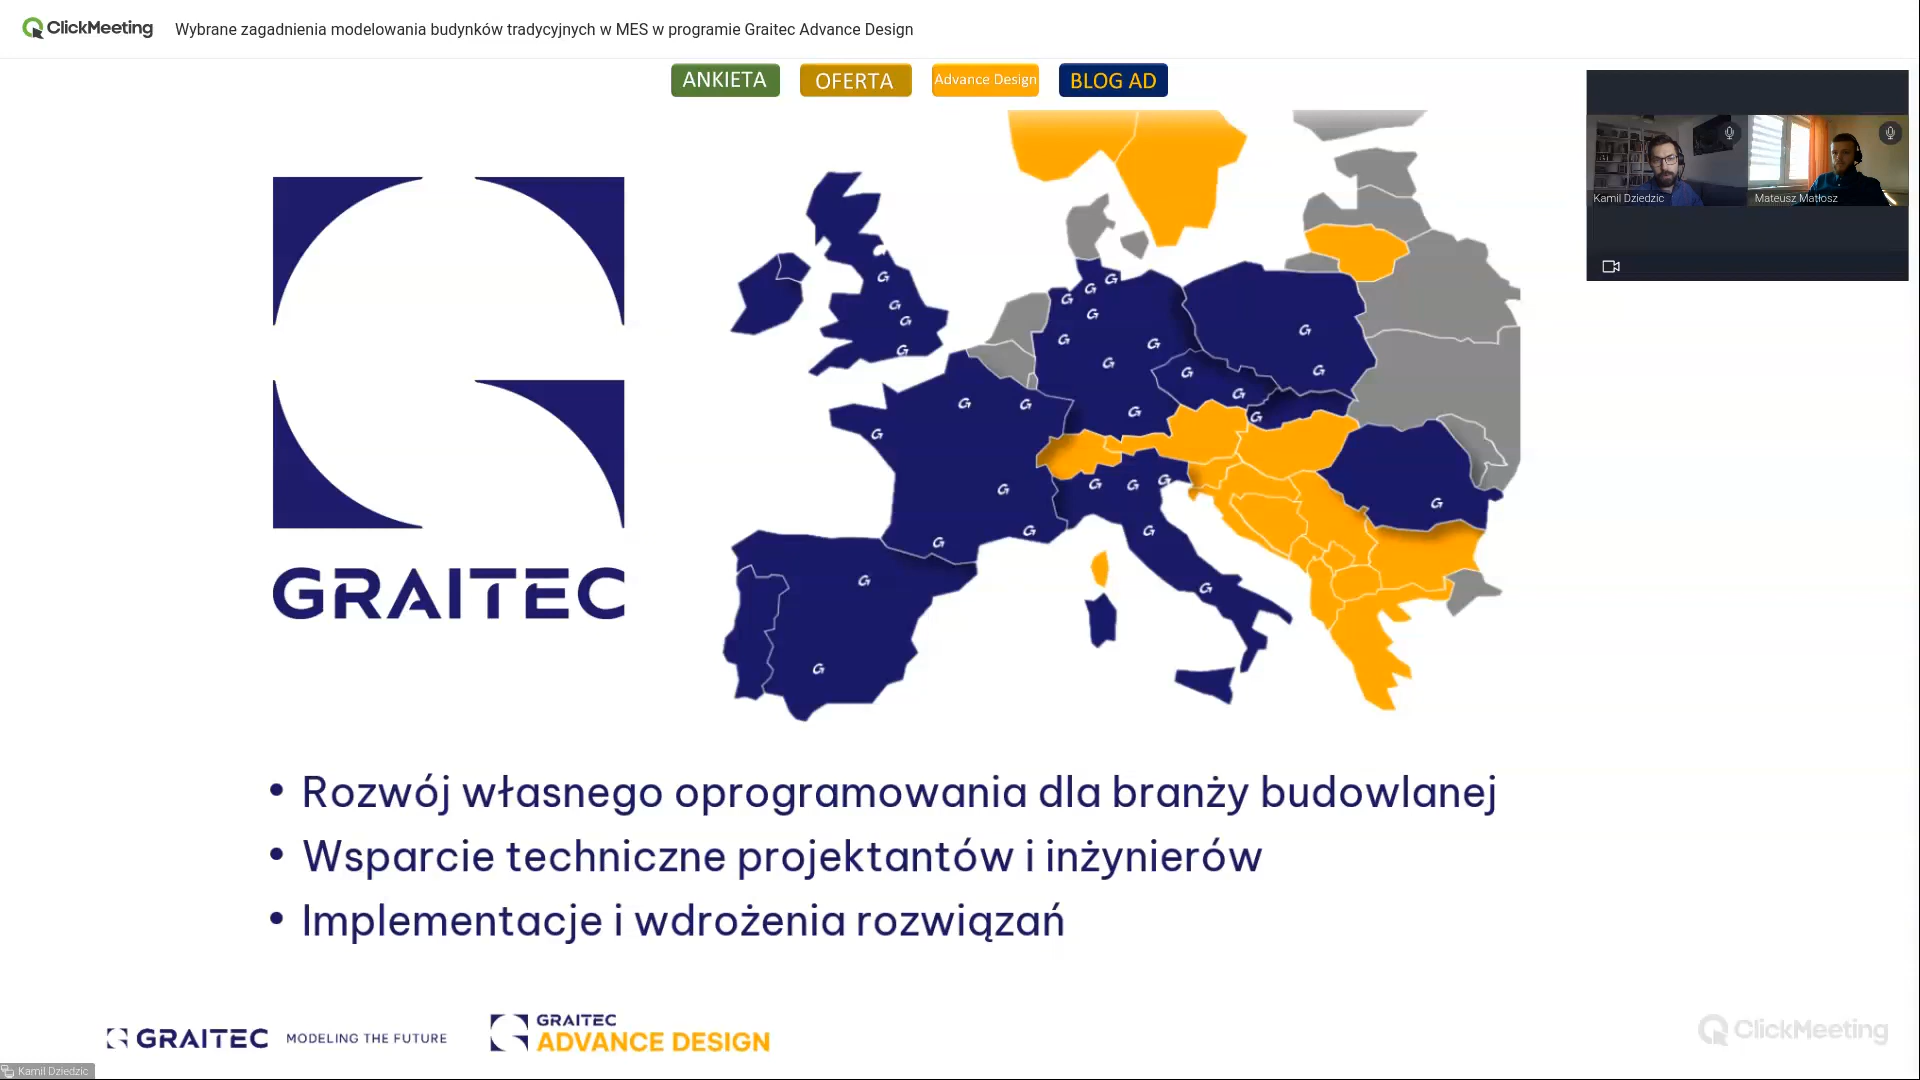 ClickMeeting Wybrane zagadnienia modelowania budynków tradycyjnych w MES w programie Graitec Advance Design
ANKIETA OFERTA Advance Design BLOG AD
Kamil Dziedzic Mateusz Matłosz
GRAITEC
• Rozwój własnego oprogramowania dla branży budowlanej
• Wsparcie techniczne projektantów i inżynierów
• Implementacje i wdrożenia rozwiązań
GRAITEC MODELING THE FUTURE
GRAITEC
ADVANCE DESIGN
ClickMeeting
Kamil Dziedzic